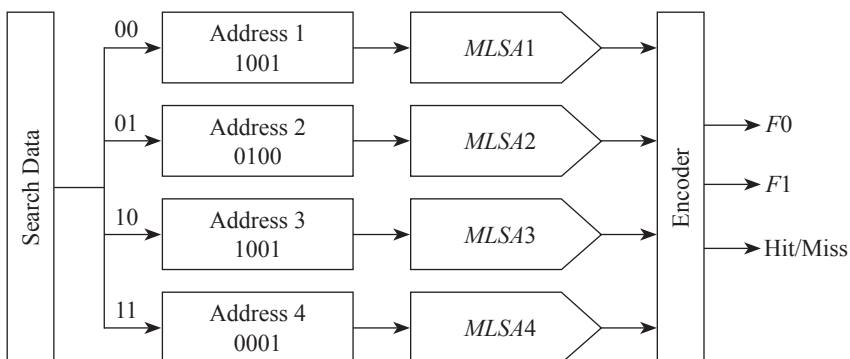 Search Data
00
Address 1
1001
MLSA1
01
Address 2
0100
MLSA2
10
Address 3
1001
MLSA3
11
Address 4
0001
MLSA4
Encoder
F0
F1
Hit/Miss